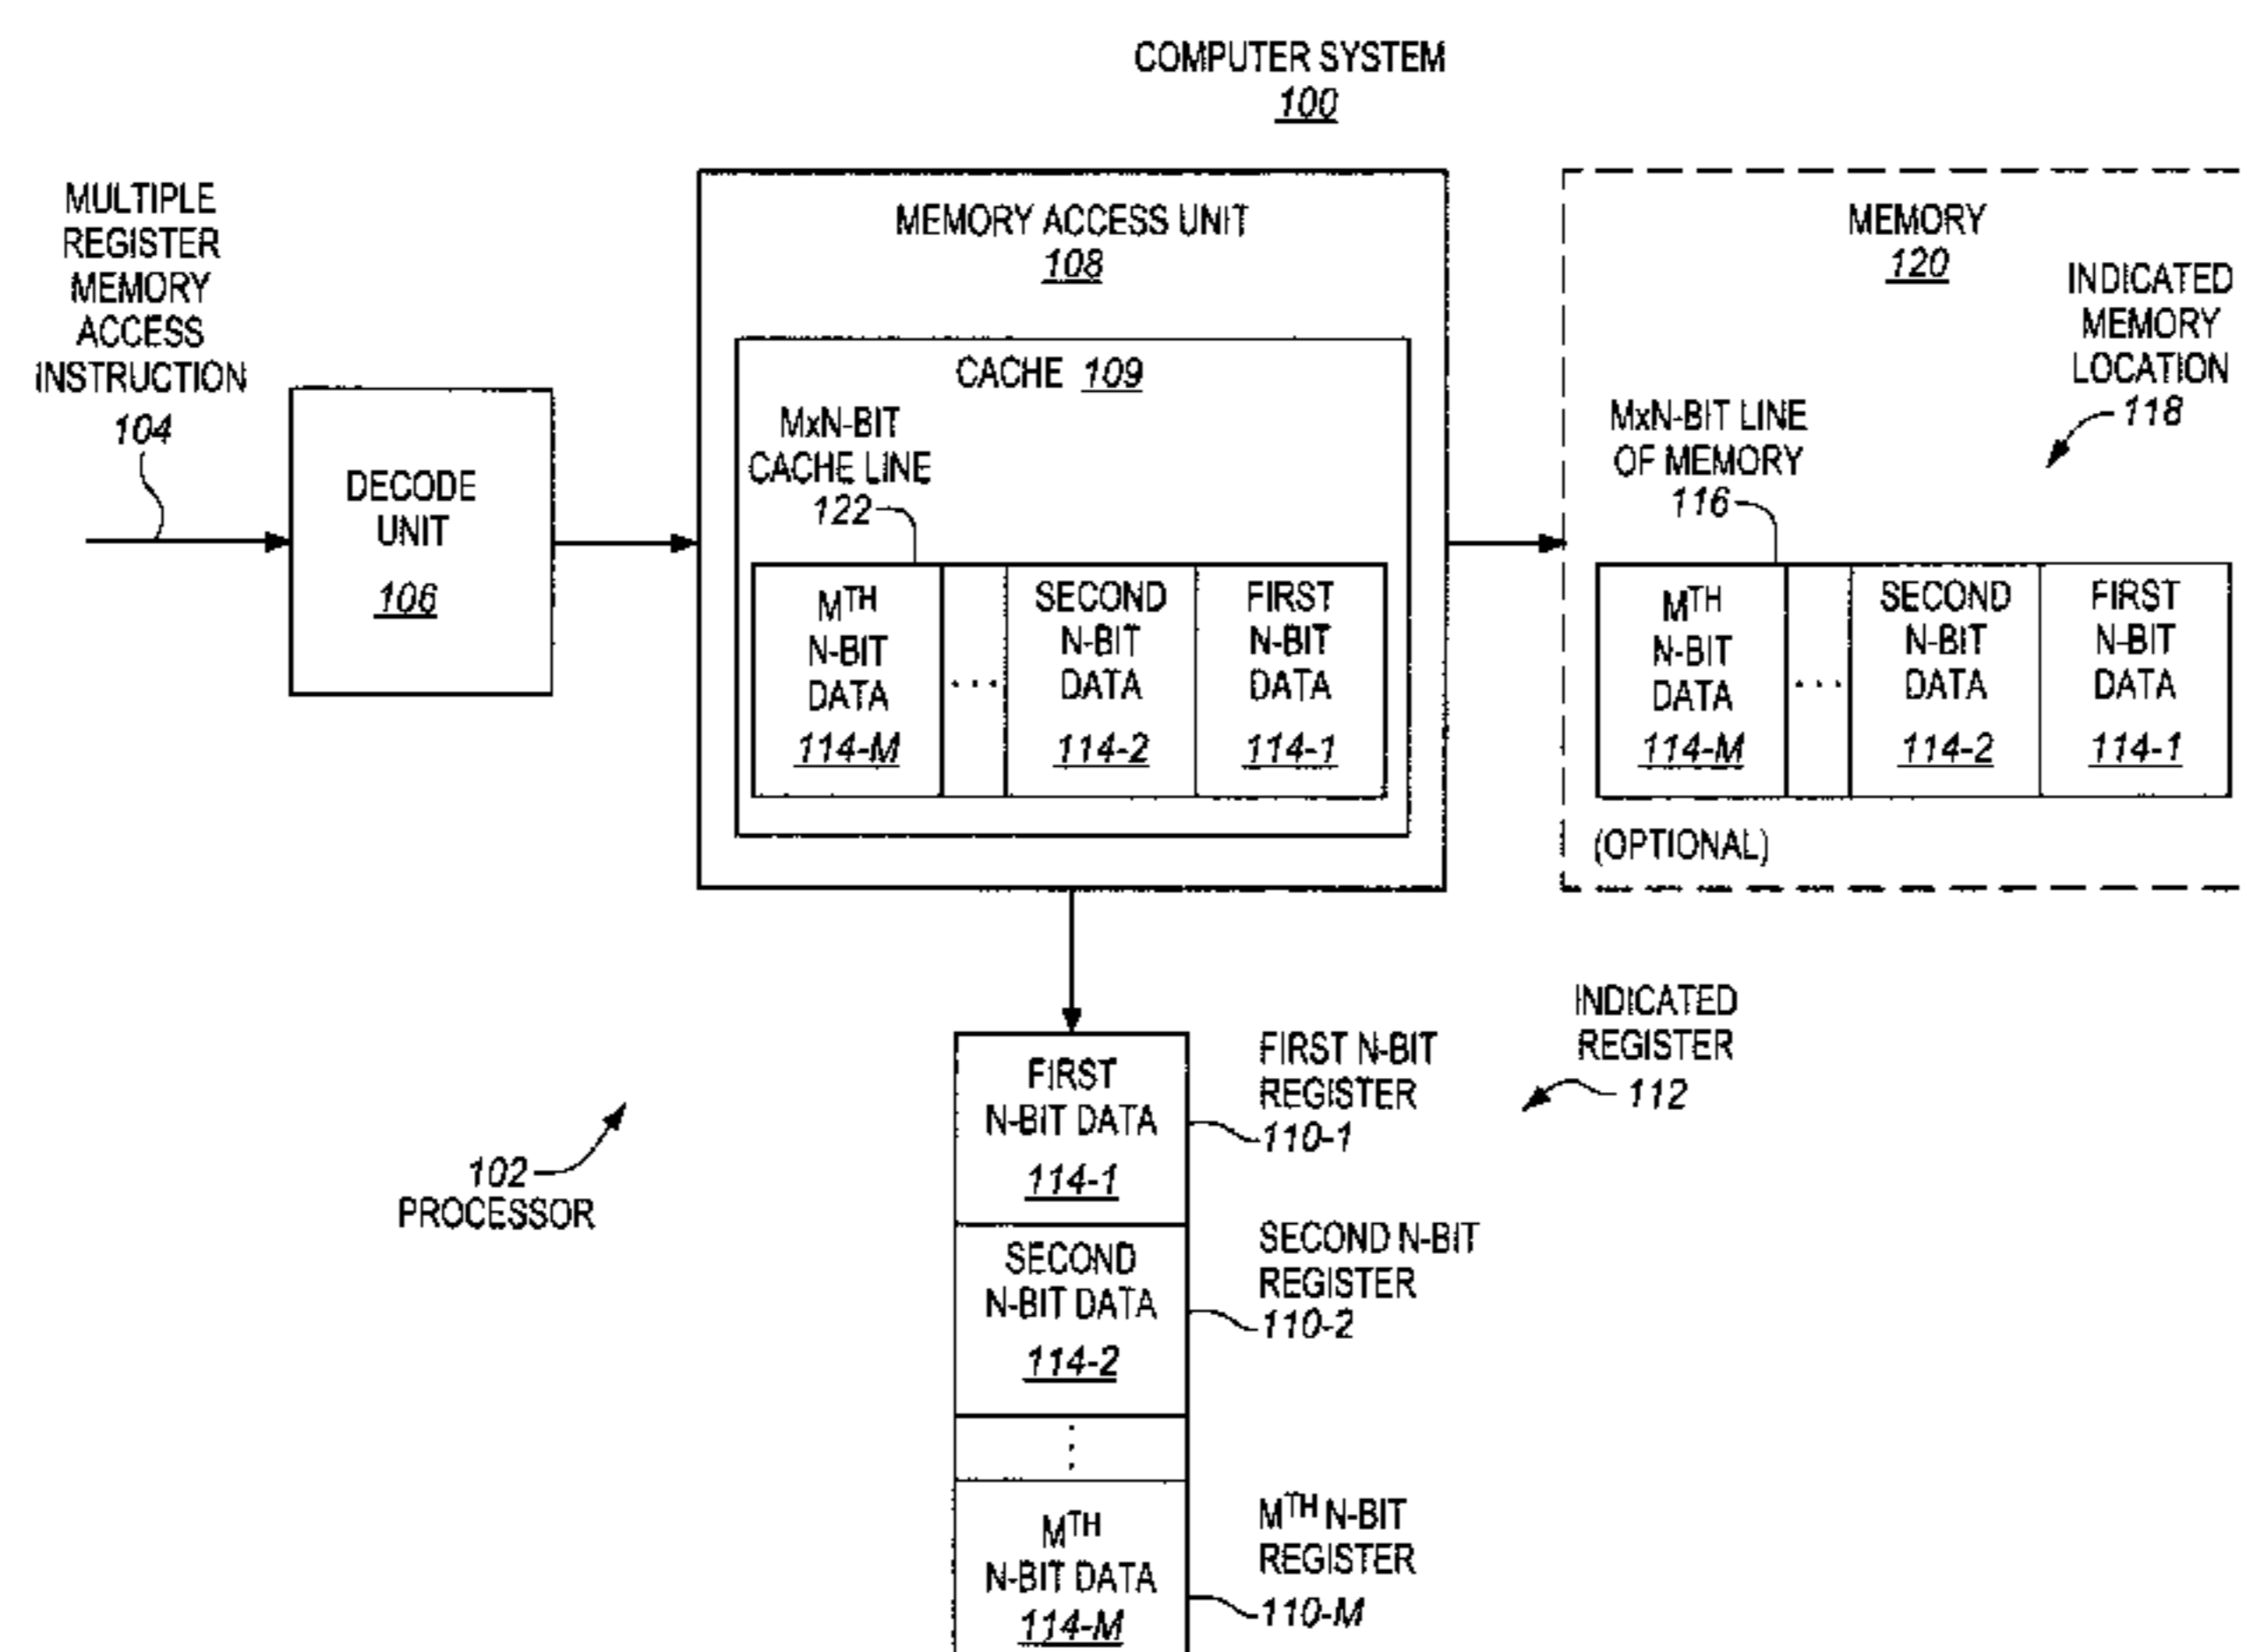 COMPUTER SYSTEM
100
MULTIPLE
REGISTER
MEMORY
ACCESS
INSTRUCTION
104
DECODE
UNIT
106
MEMORY ACCESS UNIT
108
CACHE 109
MxN-BIT
CACHE LINE
122
MTH
N-BIT
DATA
114-M
...
SECOND
N-BIT
DATA
114-2
FIRST
N-BIT
DATA
114-1
MEMORY
120
INDICATED
MEMORY
LOCATION
118
MxN-BIT LINE
OF MEMORY
116
MTH
N-BIT
DATA
114-M
...
SECOND
N-BIT
DATA
114-2
FIRST
N-BIT
DATA
114-1
(OPTIONAL)
102
PROCESSOR
FIRST
N-BIT DATA
114-1
SECOND
N-BIT DATA
114-2
...
MTH
N-BIT DATA
114-M
FIRST N-BIT
REGISTER
110-1
SECOND N-BIT
REGISTER
110-2
MTH N-BIT
REGISTER
110-M
INDICATED
REGISTER
112